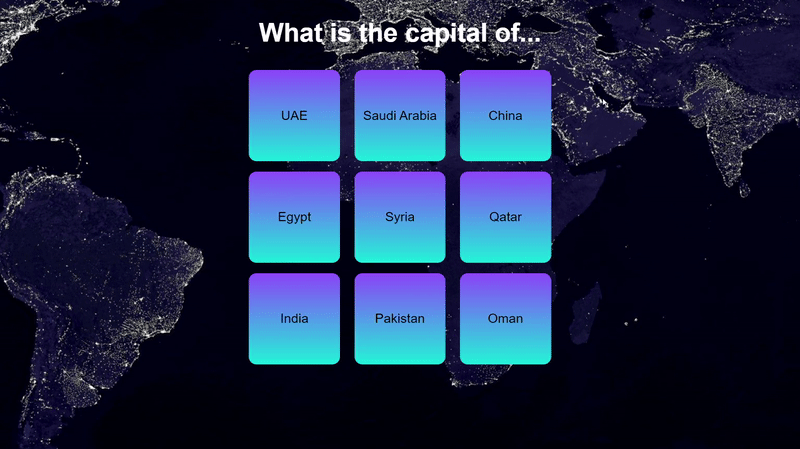 What is the capital of...
UAE
Saudi Arabia
China
Egypt
Syria
Qatar
India
Pakistan
Oman